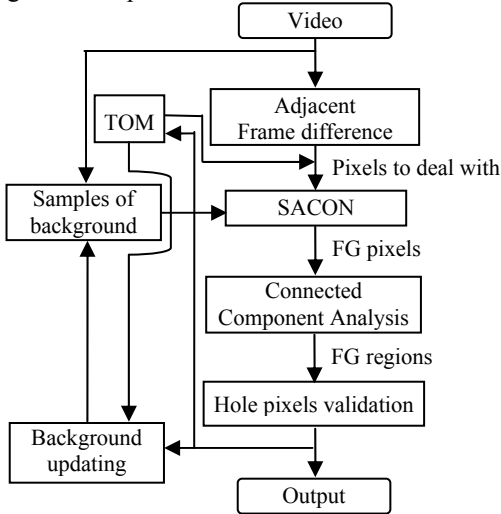 Video
Adjacent
Frame difference
TOM
Pixels to deal with
Samples of
background
SACON
FG pixels
Connected
Component Analysis
FG regions
Hole pixels validation
Background
updating
Output